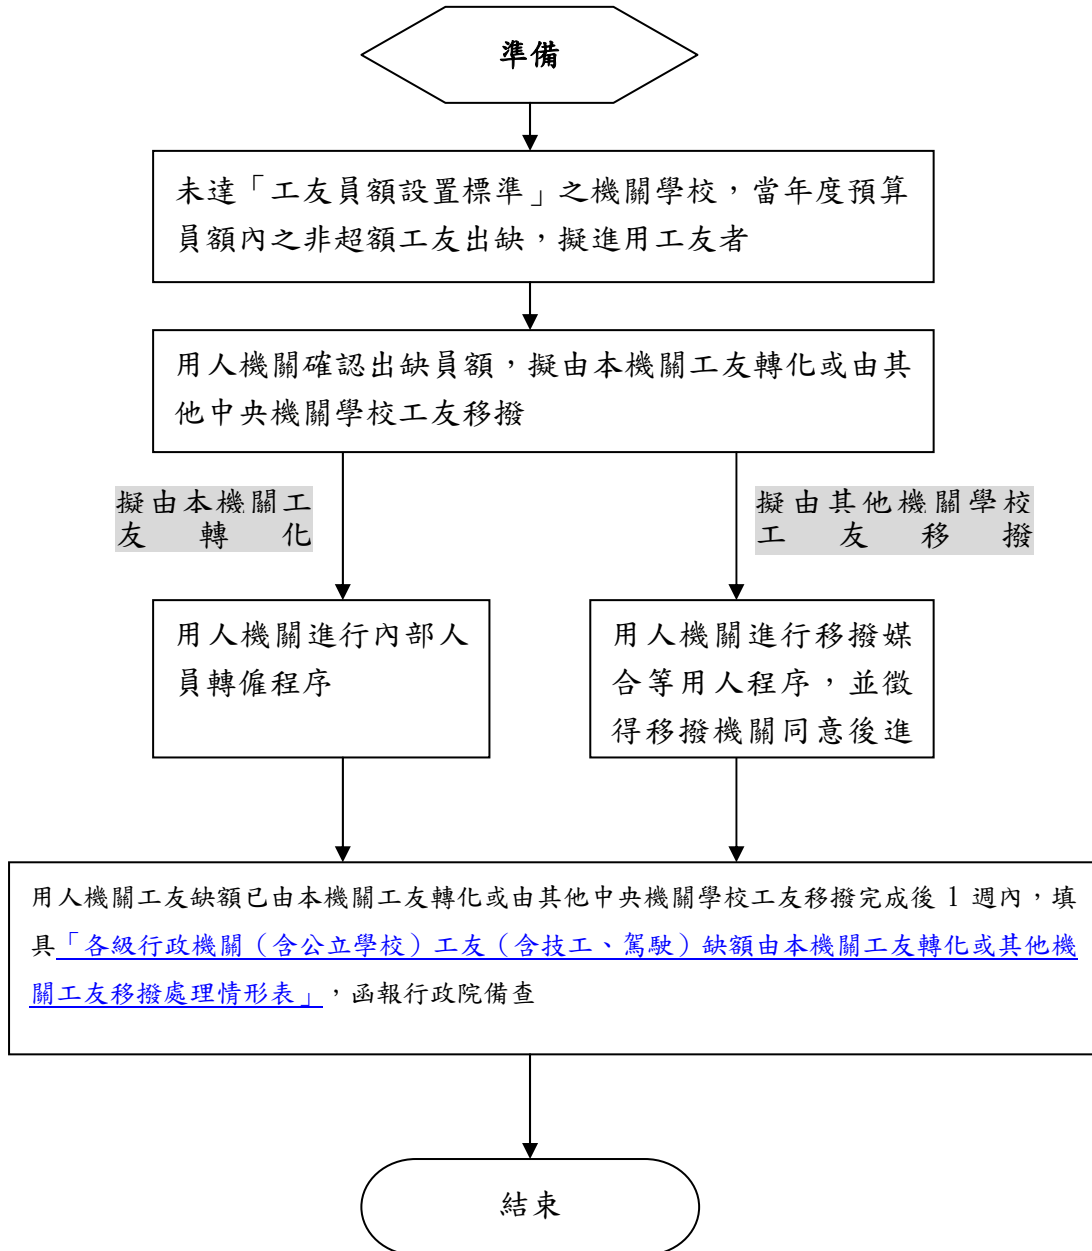 準備
未達「工友員額設置標準」之機關學校，當年度預算
員額內之非超額工友出缺，擬進用工友者
用人機關確認出缺員額，擬由本機關工友轉化或由其
他中央機關學校工友移撥
擬由本機關工
友轉化
擬由其他機關學校
工友移撥
用人機關進行內部人
員轉僱程序
用人機關進行移撥媒
合等用人程序，並徵
得移撥機關同意後進
用人機關工友缺額已由本機關工友轉化或由其他中央機關學校工友移撥完成後 1 週內，填
具「各級行政機關（含公立學校）工友（含技工、駕駛）缺額由本機關工友轉化或其他機
關工友移撥處理情形表」，函報行政院備查
結束